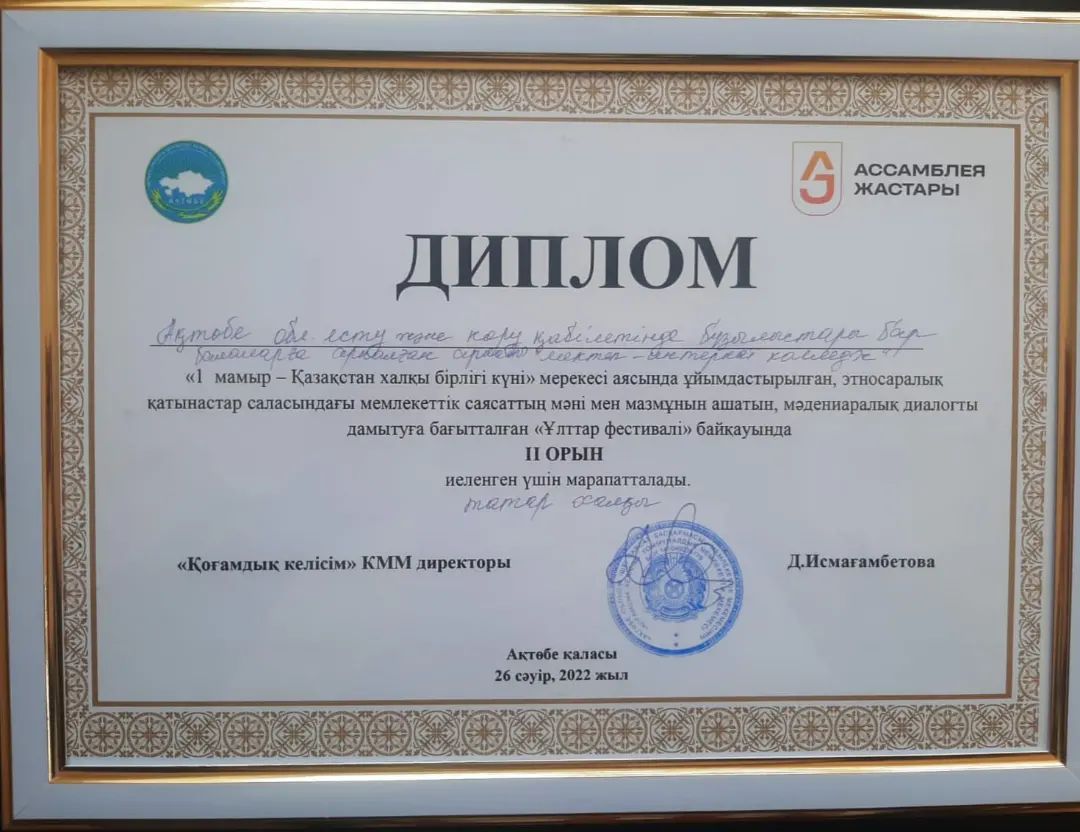 АССАМБЛЕЯ
ЖАСТАРЫ
АҚТӨБЕ
ДИПЛОМ
Ақтөбе обл. есту және көру қабілетінде бұзылыстары бар
балаларға арналған арнайы "мектеп-интернат колледж"
«1 мамыр – Қазақстан халқы бірлігі күні» мерекесі аясында ұйымдастырылған, этносаралық
қатынастар саласындағы мемлекеттік саясаттың мәні мен мазмұнын ашатын, мәдениаралық диалогты
дамытуға бағытталған «Ұлттар фестивалі» байқауында
II ОРЫН
иеленген үшін марапатталады.
татар халқы
«Қоғамдық келісім» КММ директоры
Д.Исмағамбетова
Ақтөбе қаласы
26 сәуір, 2022 жыл